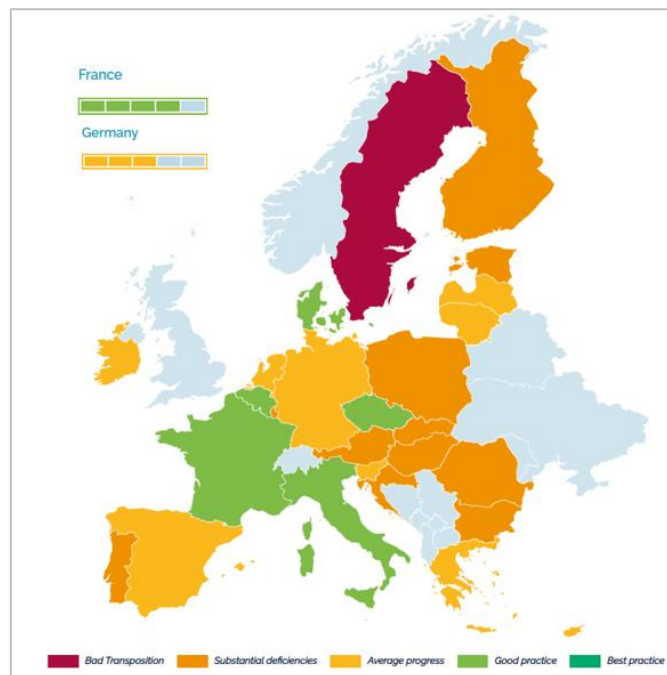 France
Germany
Bad Transposition
Substantial deficiencies
Average progress
Good practice
Best practice